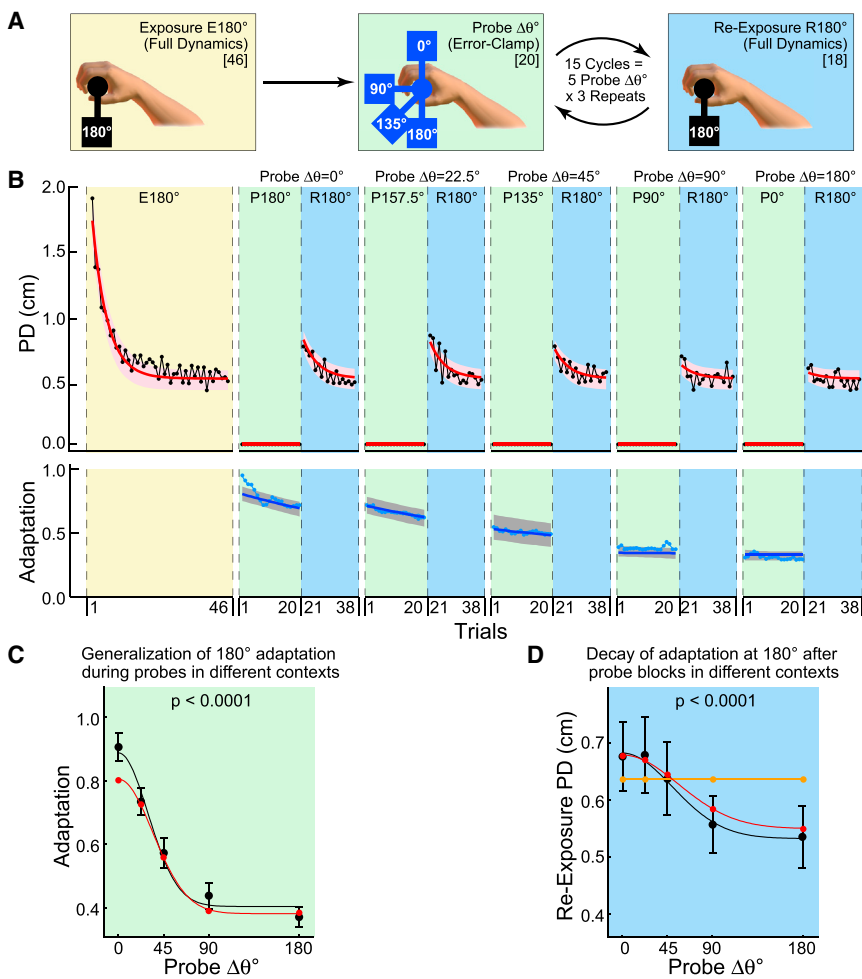 A
Exposure E180°
(Full Dynamics)
[46]
180°
Probe Δθ°
(Error-Clamp)
[20]
0°
90°
135°
180°
15 Cycles =
5 Probe Δθ°
x 3 Repeats
Re-Exposure R180°
(Full Dynamics)
[18]
180°
B
Probe Δθ=0° Probe Δθ=22.5° Probe Δθ=45° Probe Δθ=90° Probe Δθ=180°
E180° P180° R180° P157.5° R180° P135° R180° P90° R180° P0° R180°
PD (cm)
2.0
1.5
1.0
0.5
0.0
Adaptation
1.0
0.5
0.0
1 46 1 20 21 38 1 20 21 38 1 20 21 38 1 20 21 38 1 20 21 38
Trials
C
Generalization of 180° adaptation
during probes in different contexts
p < 0.0001
Adaptation
1.0
0.8
0.6
0.4
0 45 90 180
Probe Δθ°
D
Decay of adaptation at 180° after
probe blocks in different contexts
p < 0.0001
Re-Exposure PD (cm)
0.7
0.6
0.5
0.4
0 45 90 180
Probe Δθ°